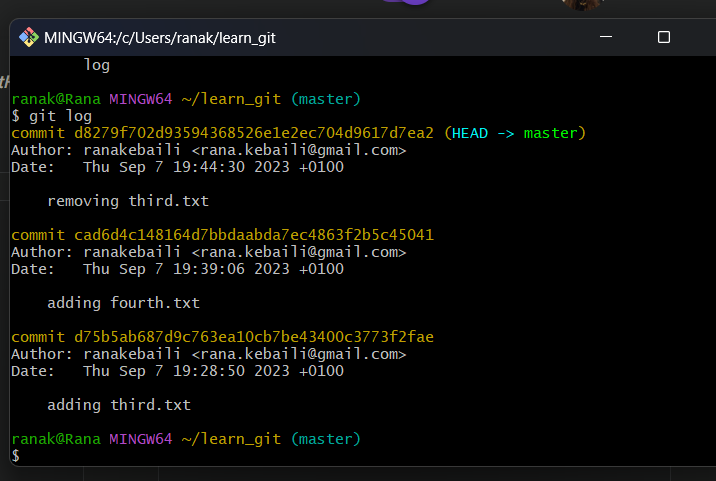 MINGW64:/c/Users/ranak/learn_git
log
ranak@Rana MINGW64 ~/learn_git (master)
$ git log
commit d8279f702d93594368526e1e2ec704d9617d7ea2 (HEAD -> master)
Author: ranakebaili <rana.kebaili@gmail.com>
Date:   Thu Sep 7 19:44:30 2023 +0100
removing third.txt
commit cad6d4c148164d7bbdaabda7ec4863f2b5c45041
Author: ranakebaili <rana.kebaili@gmail.com>
Date:   Thu Sep 7 19:39:06 2023 +0100
adding fourth.txt
commit d75b5ab687d9c763ea10cb7be43400c3773f2fae
Author: ranakebaili <rana.kebaili@gmail.com>
Date:   Thu Sep 7 19:28:50 2023 +0100
adding third.txt
ranak@Rana MINGW64 ~/learn_git (master)
$